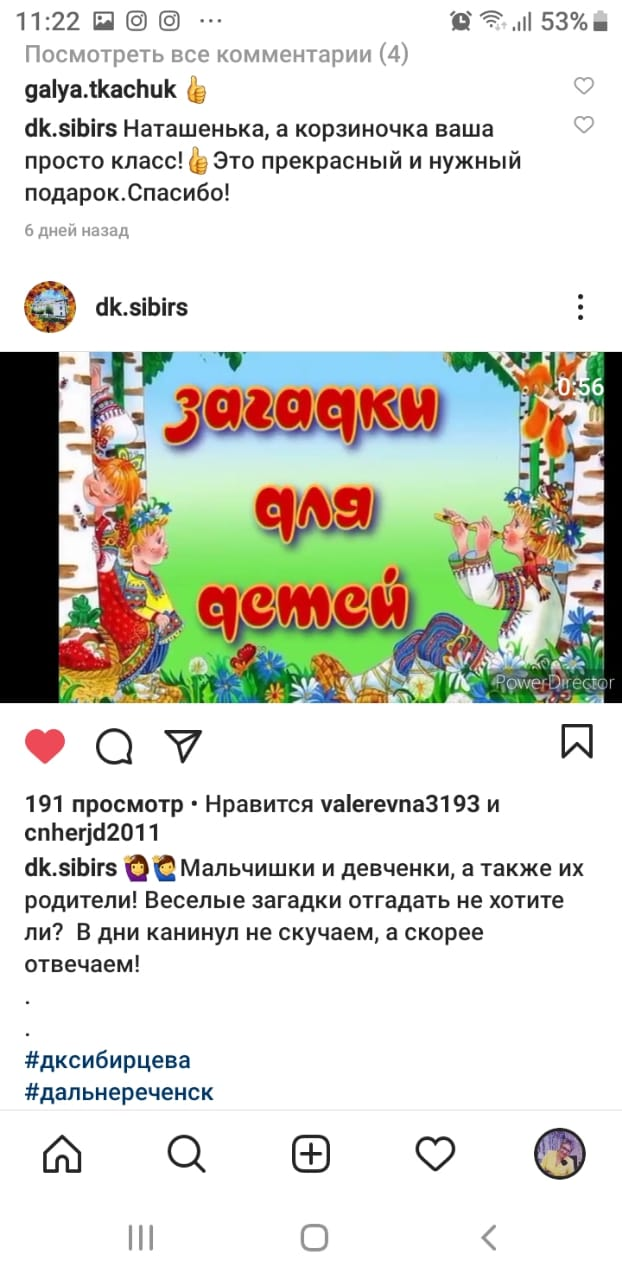 11:22 53%
Посмотреть все комментарии (4)
galya.tkachuk 👍
dk.sibirs Наташенька, а корзиночка ваша
просто класс!👍Это прекрасный и нужный
подарок.Спасибо!
6 дней назад
dk.sibirs
0:56
загадки
для
детей
PowerDirector
191 просмотр • Нравится valerevna3193 и
cnherjd2011
dk.sibirs 🙋‍♀️🙋‍♂️Мальчишки и девченки, а также их
родители! Веселые загадки отгадать не хотите
ли? В дни канинул не скучаем, а скорее
отвечаем!
.
.
#дксибирцева
#дальнереченск